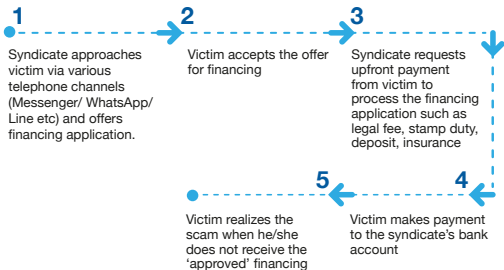 1
Syndicate approaches
victim via various
telephone channels
(Messenger/ WhatsApp/
Line etc) and offers
financing application.
2
Victim accepts the offer
for financing
3
Syndicate requests
upfront payment
from victim to
process the financing
application such as
legal fee, stamp duty,
deposit, insurance
4
Victim makes payment
to the syndicate's bank
account
5
Victim realizes the
scam when he/she
does not receive the
‘approved’ financing